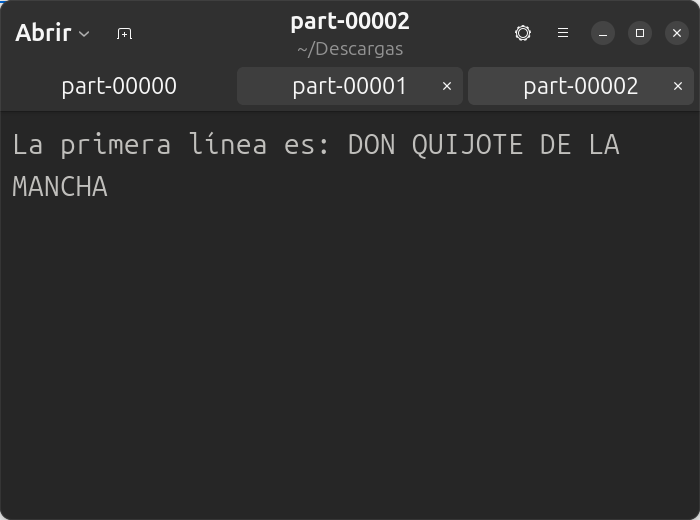 Abrir
part-00002
~/Descargas
part-00000
part-00001
part-00002
La primera línea es: DON QUIJOTE DE LA
MANCHA